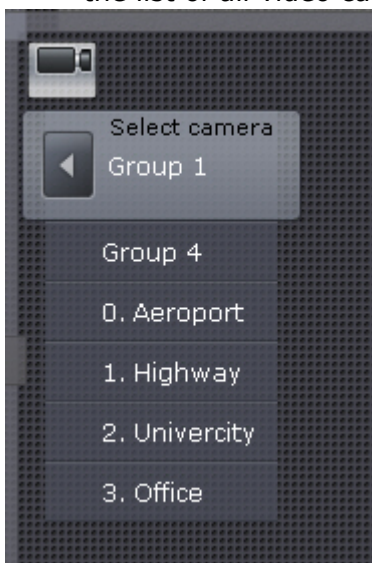 Select camera
Group 1
Group 4
0. Aeroport
1. Highway
2. Univercity
3. Office